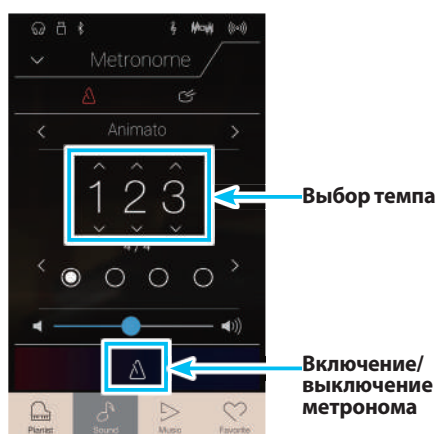 Metronome
Animato
1 2 3
Выбор темпа
4 / 4
Включение/
выключение
метронома
Pianist Sound Music Favorite